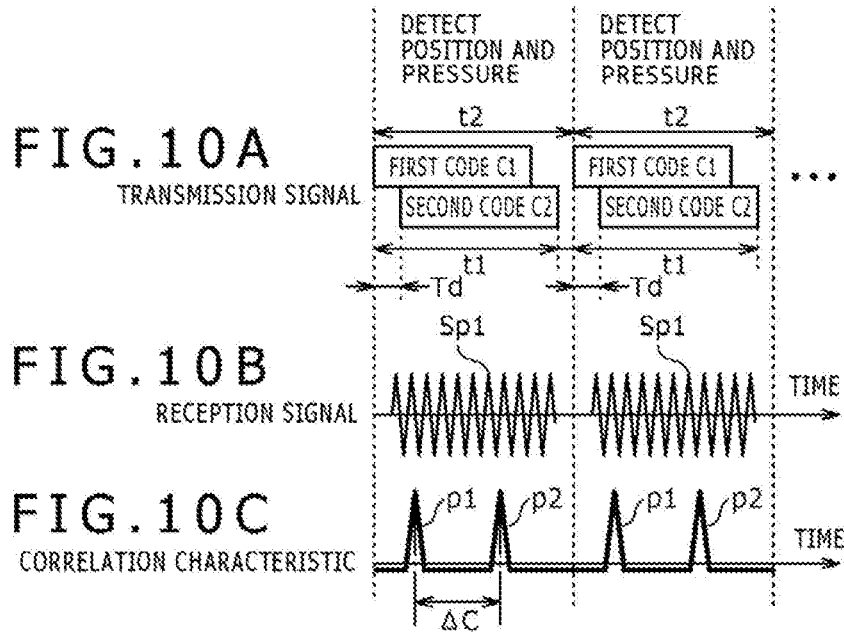 DETECT POSITION AND PRESSURE
DETECT POSITION AND PRESSURE
t2
t2
FIG.10A
TRANSMISSION SIGNAL
FIRST CODE C1
FIRST CODE C1
SECOND CODE C2
SECOND CODE C2
...
t1
t1
Td
Td
Sp1
Sp1
FIG.10B
RECEPTION SIGNAL
TIME
FIG.10C
CORRELATION CHARACTERISTIC
p1
p2
p1
p2
TIME
ΔC